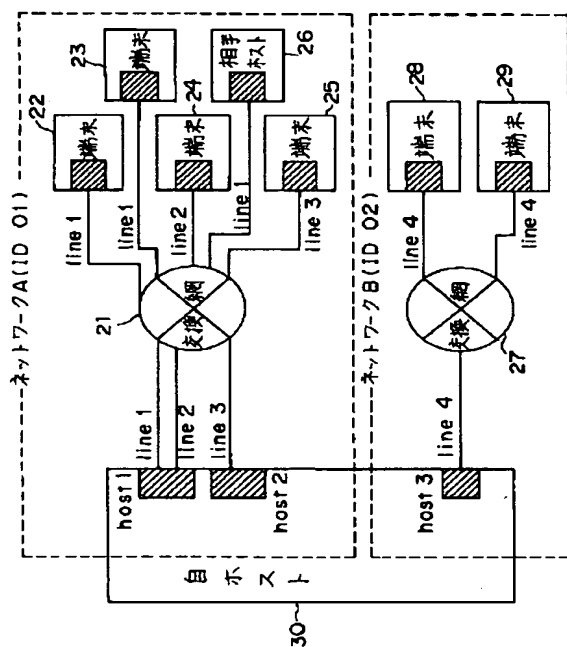 ネットワークA(ID 01)
ネットワークB(ID 02)
30
自ホスト
host 1
host 2
host 3
line 1
line 2
line 3
line 4
21
交換網
27
交換網
line 1
line 1
line 2
line 1
line 3
line 4
line 4
22
端末
23
端末
24
端末
相手
ホスト
26
端末
25
端末
28
端末
29